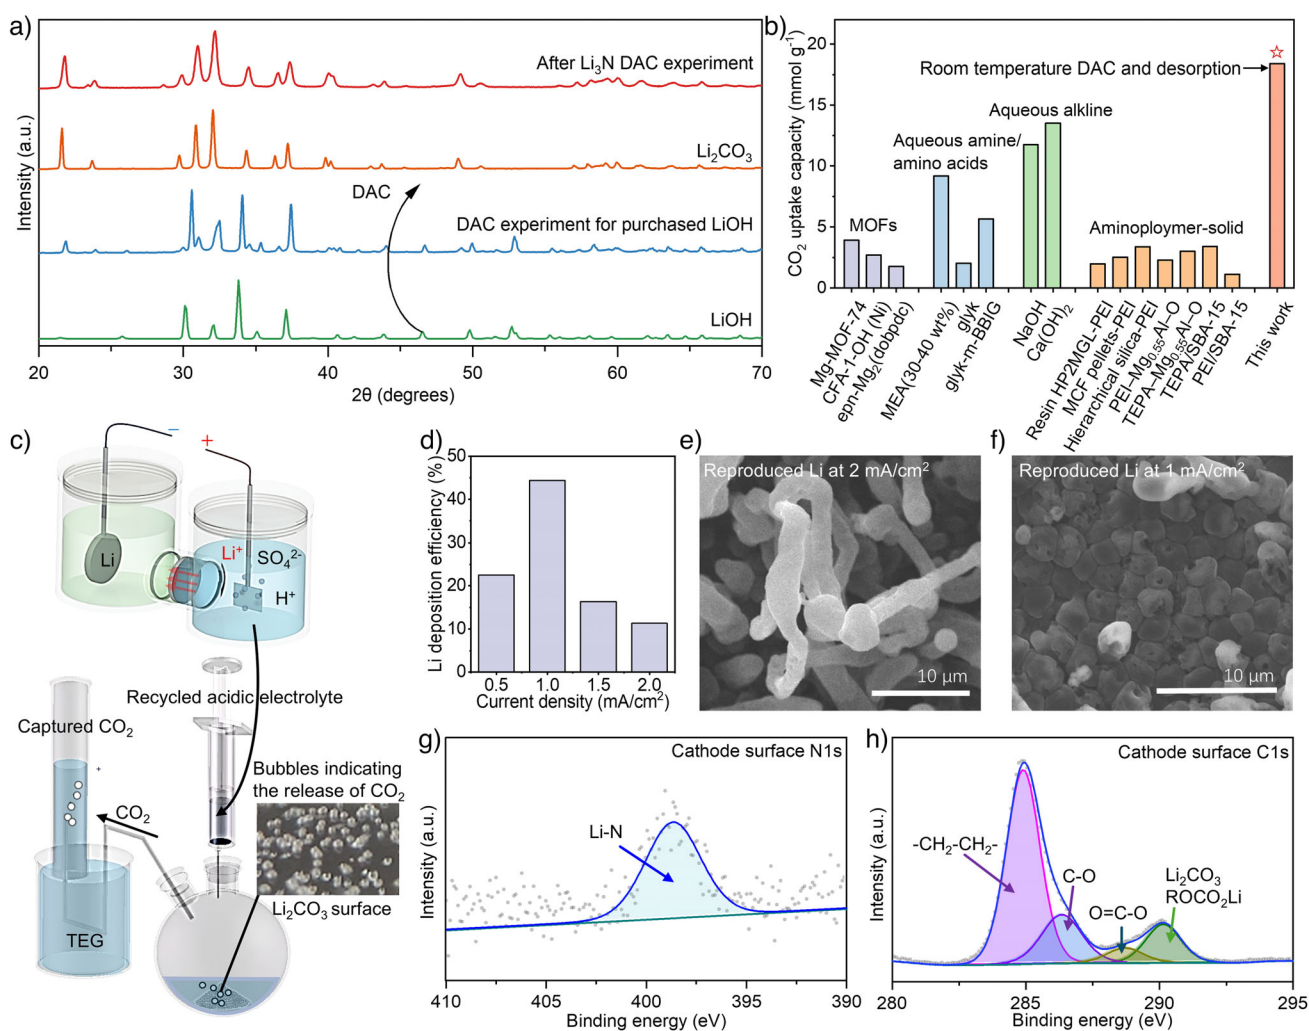 a)
Intensity (a.u.)
After Li₃N DAC experiment
Li₂CO₃
DAC
DAC experiment for purchased LiOH
LiOH
20
30
40
50
60
70
2θ (degrees)
b)
CO₂ uptake capacity (mmol g⁻¹)
20
15
10
5
0
Room temperature DAC and desorption
Aqueous alkline
Aqueous amine/
amino acids
MOFs
Aminoploymer-solid
Mg-MOF-74
CFA-1-OH (Ni)
epn-Mg₂(dobpdc)
MEA(30-40 wt%)
glyk
glyk-m-BBIG
NaOH
Ca(OH)₂
Resin HP2MGL-PEI
MCF pellets-PEI
Hierarchical silica-PEI
PEI–Mg₀.₅₅Al–O
TEPA–Mg₀.₅₅Al–O
TEPA/SBA-15
PEI/SBA-15
This work
c)
−
+
Li
Li⁺
SO₄²⁻
H⁺
Recycled acidic electrolyte
Captured CO₂
+
Bubbles indicating
the release of CO₂
CO₂
Li₂CO₃ surface
TEG
d)
Li deposition efficiency (%)
50
40
30
20
10
0
0.5
1.0
1.5
2.0
Current density (mA/cm²)
e)
Reproduced Li at 2 mA/cm²
10 μm
f)
Reproduced Li at 1 mA/cm²
10 μm
g)
Cathode surface N1s
Li-N
Intensity (a.u.)
410
405
400
395
390
Binding energy (eV)
h)
Cathode surface C1s
-CH₂-CH₂-
C-O
O=C-O
Li₂CO₃
ROCO₂Li
Intensity (a.u.)
280
285
290
295
Binding energy (eV)